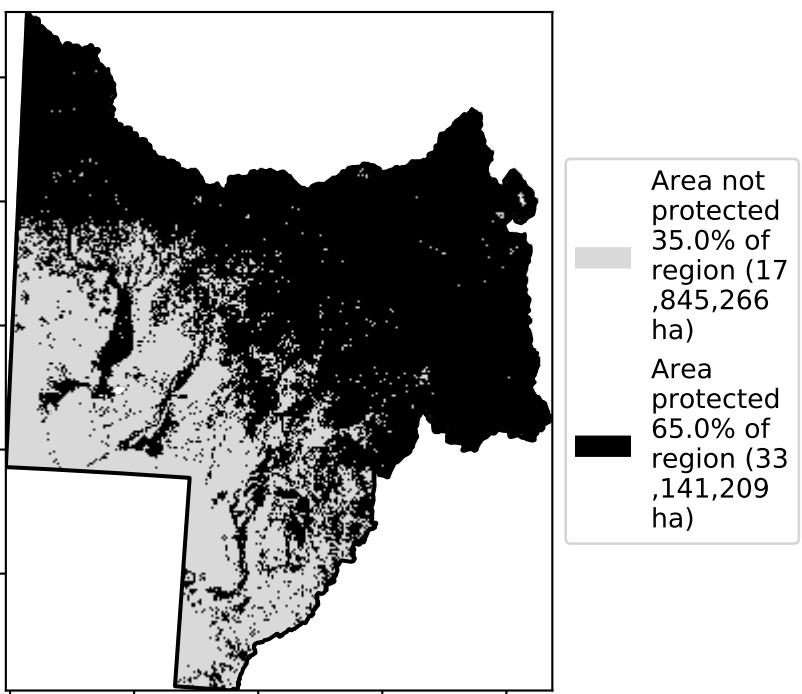 Area not
protected
35.0% of
region (17
,845,266
ha)
Area
protected
65.0% of
region (33
,141,209
ha)